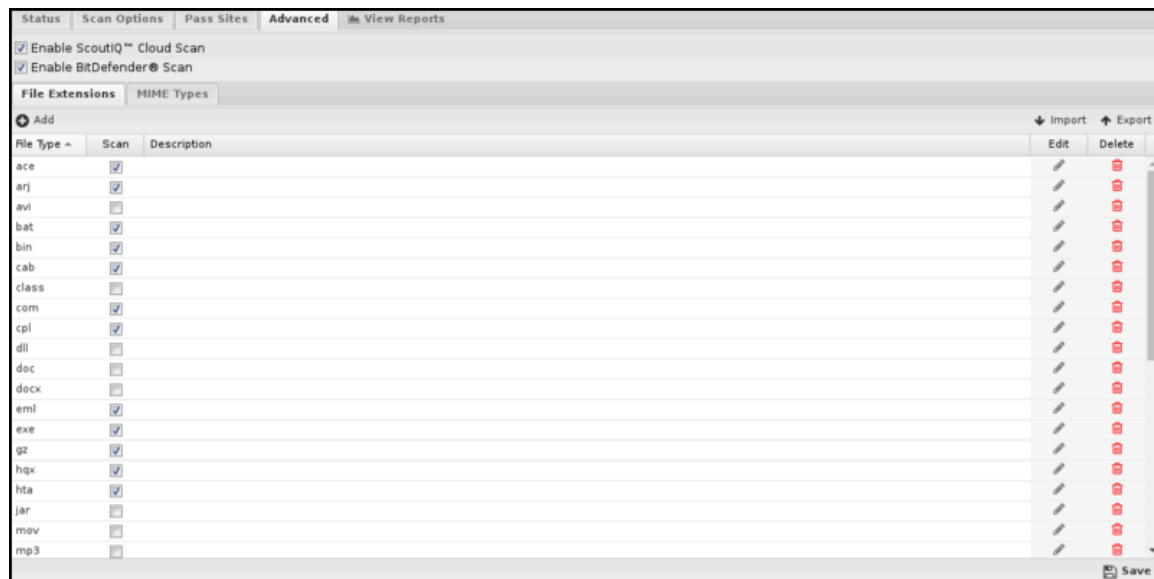 Status Scan Options Pass Sites Advanced View Reports
Enable ScoutIQ™ Cloud Scan
Enable BitDefender® Scan
File Extensions MIME Types
Add Import Export
File Type Scan Description Edit Delete
ace
arj
avi
bat
bin
cab
class
com
cpl
dll
doc
docx
eml
exe
gz
hqx
hta
jar
mov
mp3
Save